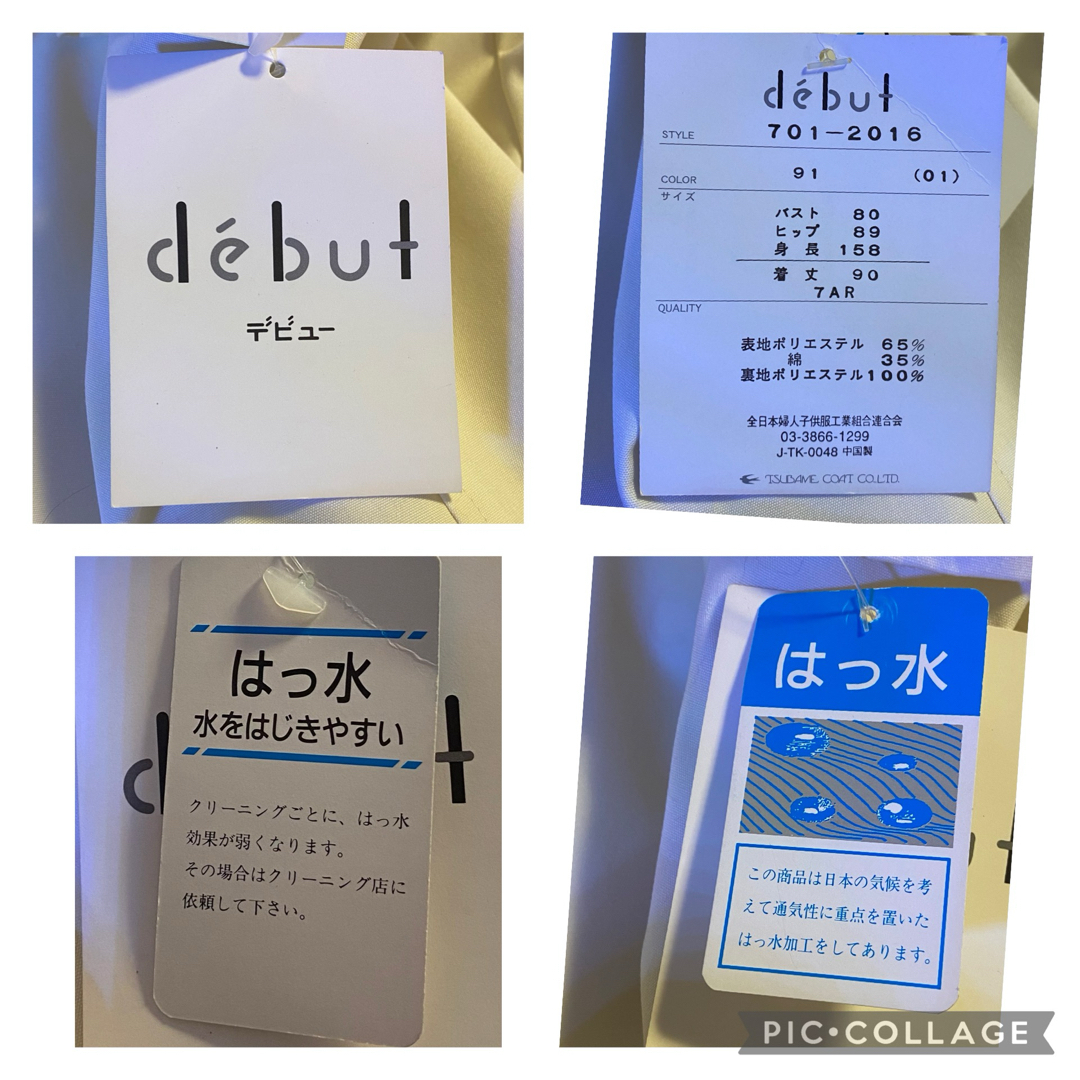 début
デビュー
début
STYLE 701-2016
COLOR 91 (01)
サイズ
バスト 80
ヒップ 89
身長 158
着丈 90
7AR
QUALITY
表地ポリエステル 65%
綿 35%
裏地ポリエステル100%
全日本婦人子供服工業組合連合会
03-3866-1299
J-TK-0048 中国製
TSUBAME COAT CO.LTD.
はっ水
水をはじきやすい
クリーニングごとに、はっ水
効果が弱くなります。
その場合はクリーニング店に
依頼して下さい。
はっ水
この商品は日本の気候を考
えて通気性に重点を置いた
はっ水加工をしてあります。
PIC•COLLAGE